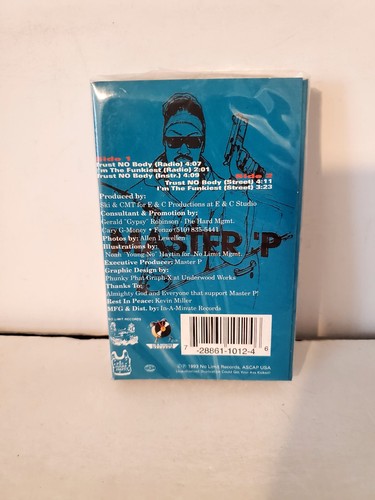 Side 1
Trust NO Body (Radio) 4:07
I'm The Funkiest (Radio) 2:01
Trust NO Body (Instr.) 4:09
Side 2
Trust NO Body (Street) 4:11
I'm The Funkiest (Street) 3:23
Produced by:
Ski & CMT for E & C Productions at E & C Studio
Consultant & Promotion by:
Gerald "Gypsy" Robinson - Die Hard Mgmt.
Cary G-Money • Fonzo (510) 835-5441
Photos by: Allen Lewellen
MASTER P
Illustrations by:
Noah "Young No" Haytin for No Limit Mgmt.
Executive Producer: Master P
Graphic Design by:
Phunky Phat Graph-X at Underwood Works
Thanks To:
Almighty God and Everyone that support Master P!
Rest In Peace: Kevin Miller
MFG & Dist. by: In-A-Minute Records
7 28861-1012-4 6
No Limit Records, ASCAP USA